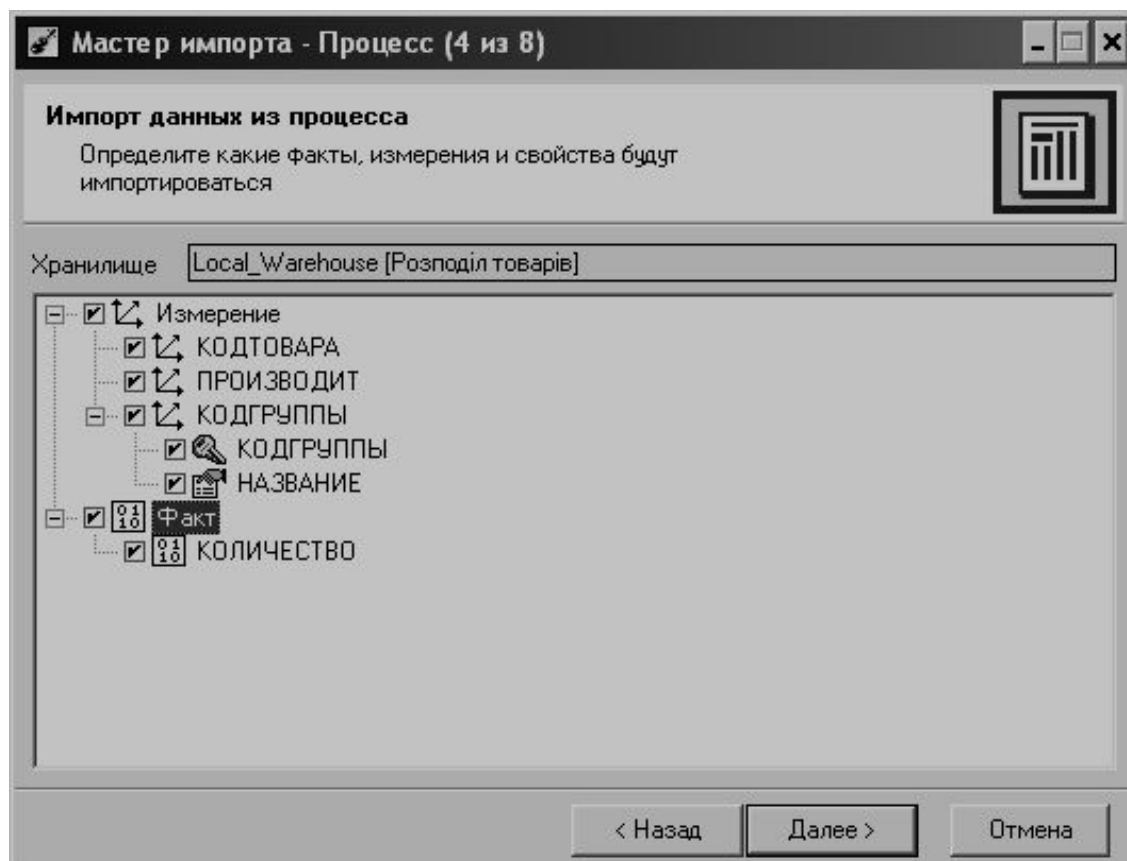 Мастер импорта - Процесс (4 из 8)
Импорт данных из процесса
Определите какие факты, измерения и свойства будут
импортироваться
Хранилище Local_Warehouse [Розподіл товарів]
Измерение
КОДТОВАРА
ПРОИЗВОДИТ
КОДГРУППЫ
КОДГРУППЫ
НАЗВАНИЕ
Факт
КОЛИЧЕСТВО
< Назад Далее > Отмена